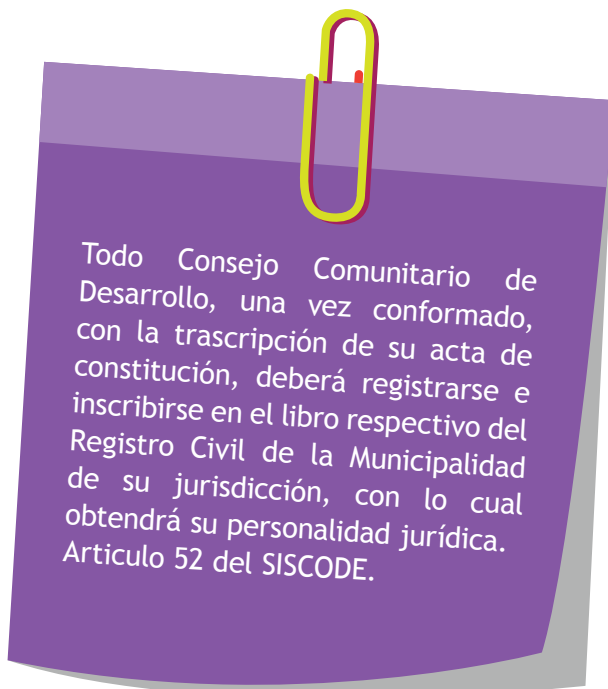 Todo Consejo Comunitario de
Desarrollo, una vez conformado,
con la trascripción de su acta de
constitución, deberá registrarse e
inscribirse en el libro respectivo del
Registro Civil de la Municipalidad
de su jurisdicción, con lo cual
obtendrá su personalidad jurídica.
Articulo 52 del SISCODE.